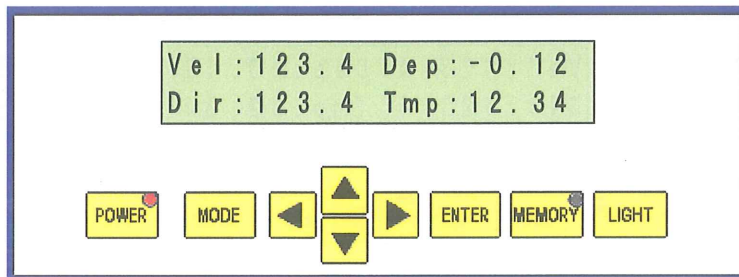 Vel:123.4 Dep:-0.12
Dir:123.4 Tmp:12.34
POWER MODE ENTER MEMORY LIGHT